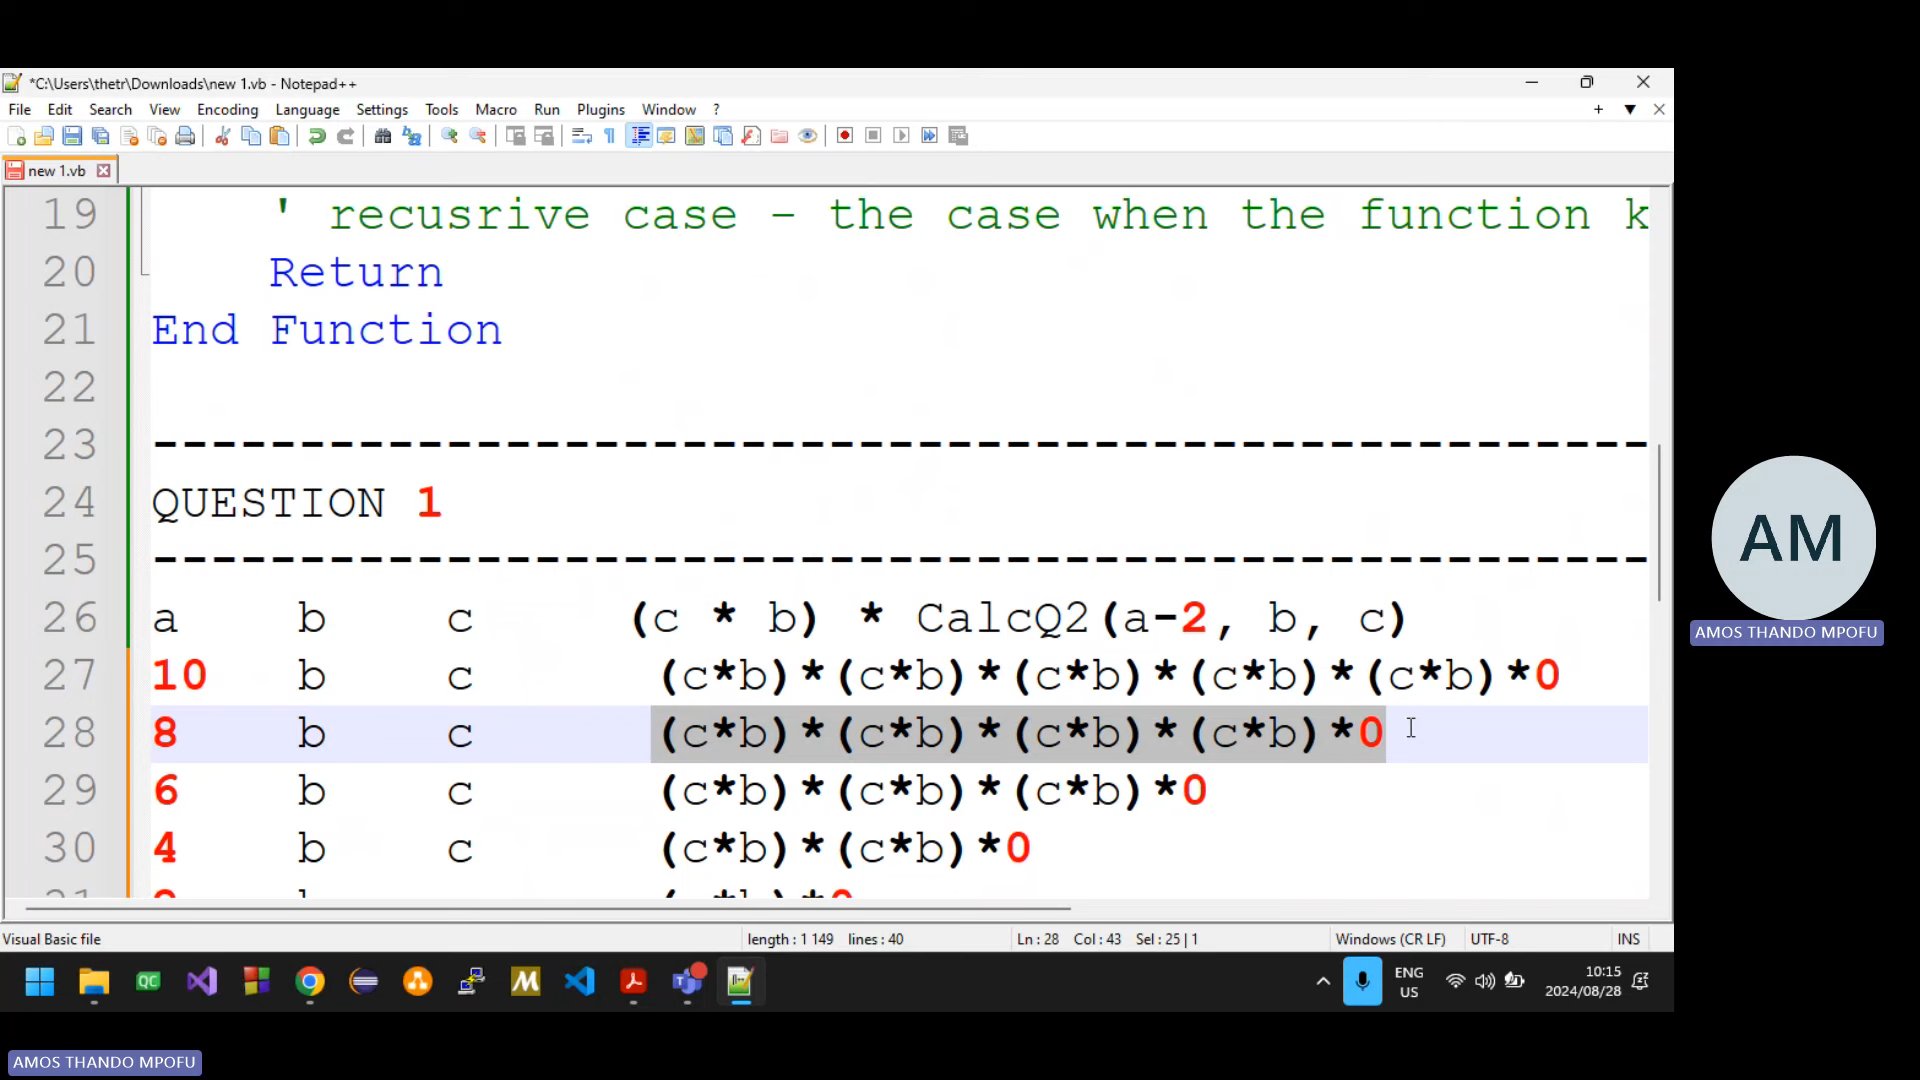 *C:\Users\thetr\Downloads\new 1.vb - Notepad++
File Edit Search View Encoding Language Settings Tools Macro Run Plugins Window ?
new 1.vb
19 ' recusrive case - the case when the function k
20 Return
21 End Function
22
23 ---------------------------------------------------
24 QUESTION 1
25 ---------------------------------------------------
26 a b c (c * b) * CalcQ2(a-2, b, c)
27 10 b c (c*b)*(c*b)*(c*b)*(c*b)*(c*b)*0
28 8 b c (c*b)*(c*b)*(c*b)*(c*b)*0
29 6 b c (c*b)*(c*b)*(c*b)*0
30 4 b c (c*b)*(c*b)*0
Visual Basic file length : 1 149 lines : 40 Ln : 28 Col : 43 Sel : 25 | 1 Windows (CR LF) UTF-8 INS
ENG
US
10:15
2024/08/28
AM
AMOS THANDO MPOFU
AMOS THANDO MPOFU